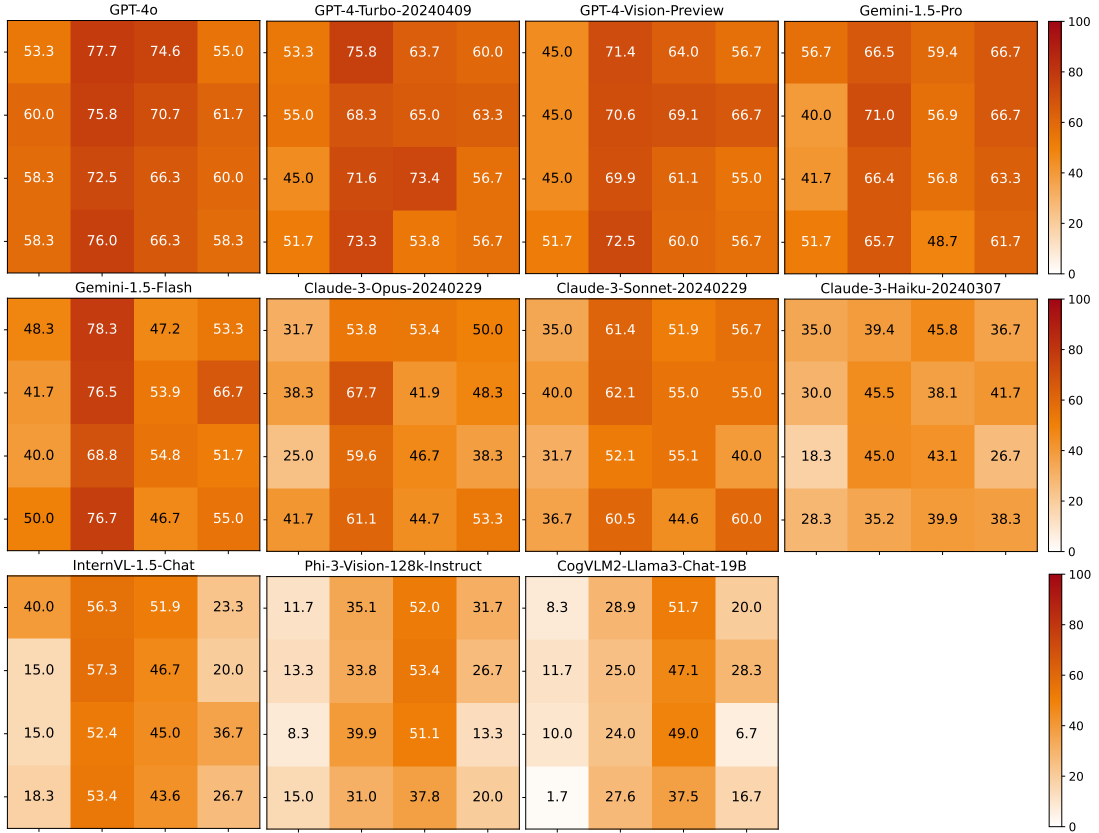 GPT-4o GPT-4-Turbo-20240409 GPT-4-Vision-Preview Gemini-1.5-Pro
53.3 77.7 74.6 55.0 53.3 75.8 63.7 60.0 45.0 71.4 64.0 56.7 56.7 66.5 59.4 66.7
60.0 75.8 70.7 61.7 55.0 68.3 65.0 63.3 45.0 70.6 69.1 66.7 40.0 71.0 56.9 66.7
58.3 72.5 66.3 60.0 45.0 71.6 73.4 56.7 45.0 69.9 61.1 55.0 41.7 66.4 56.8 63.3
58.3 76.0 66.3 58.3 51.7 73.3 53.8 56.7 51.7 72.5 60.0 56.7 51.7 65.7 48.7 61.7
100
80
60
40
20
0
Gemini-1.5-Flash Claude-3-Opus-20240229 Claude-3-Sonnet-20240229 Claude-3-Haiku-20240307
48.3 78.3 47.2 53.3 31.7 53.8 53.4 50.0 35.0 61.4 51.9 56.7 35.0 39.4 45.8 36.7
41.7 76.5 53.9 66.7 38.3 67.7 41.9 48.3 40.0 62.1 55.0 55.0 30.0 45.5 38.1 41.7
40.0 68.8 54.8 51.7 25.0 59.6 46.7 38.3 31.7 52.1 55.1 40.0 18.3 45.0 43.1 26.7
50.0 76.7 46.7 55.0 41.7 61.1 44.7 53.3 36.7 60.5 44.6 60.0 28.3 35.2 39.9 38.3
100
80
60
40
20
0
InternVL-1.5-Chat Phi-3-Vision-128k-Instruct CogVLM2-Llama3-Chat-19B
40.0 56.3 51.9 23.3 11.7 35.1 52.0 31.7 8.3 28.9 51.7 20.0
15.0 57.3 46.7 20.0 13.3 33.8 53.4 26.7 11.7 25.0 47.1 28.3
15.0 52.4 45.0 36.7 8.3 39.9 51.1 13.3 10.0 24.0 49.0 6.7
18.3 53.4 43.6 26.7 15.0 31.0 37.8 20.0 1.7 27.6 37.5 16.7
100
80
60
40
20
0